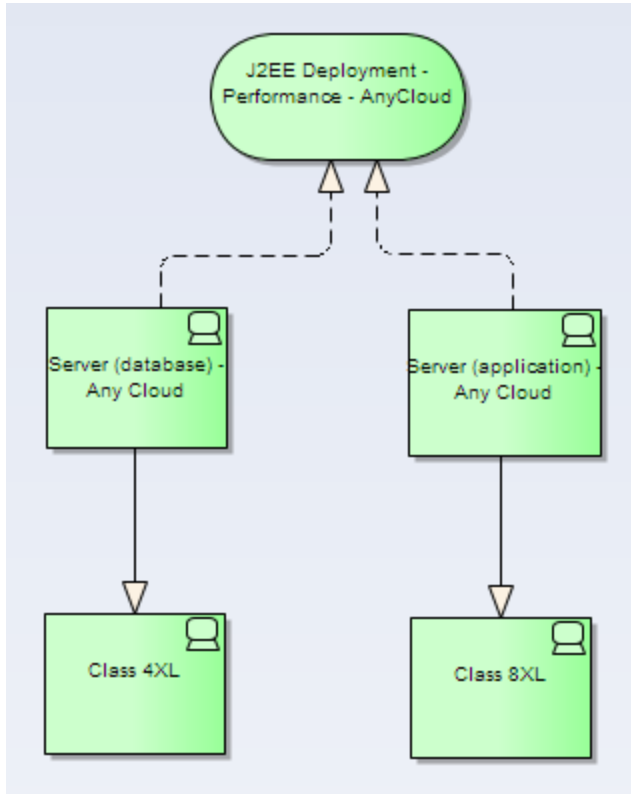 J2EE Deployment -
Performance - AnyCloud
Server (database) -
Any Cloud
Server (application) -
Any Cloud
Class 4XL
Class 8XL